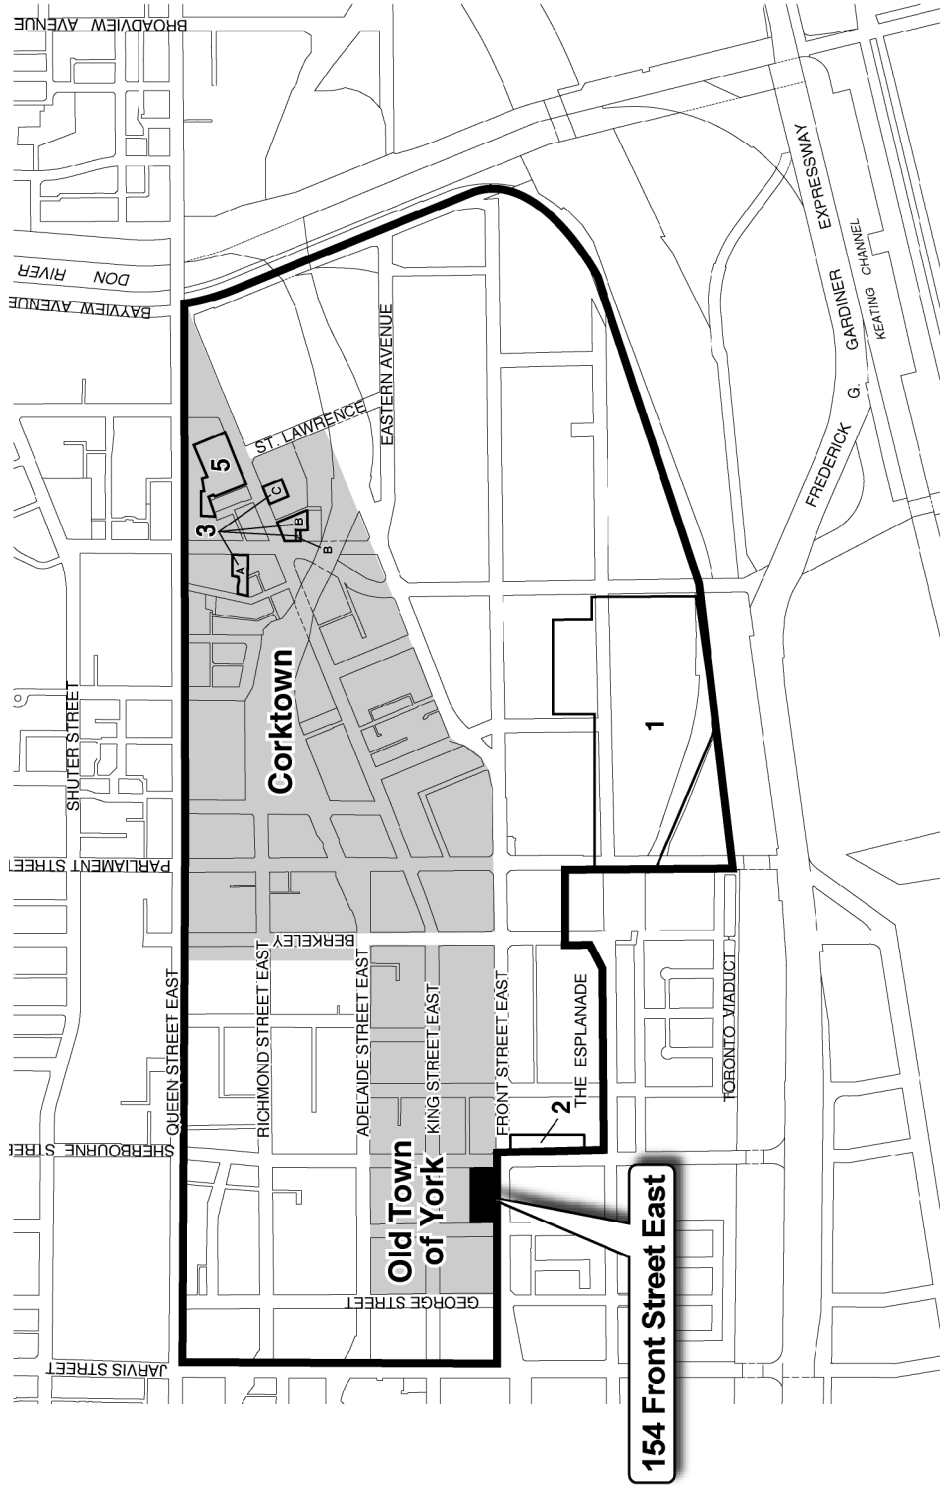 JARVIS STREET
SHERBOURNE STREE
PARLIAMENT STREET
SHUTER STREET
BAYVIEW AVENUE
DON RIVER
BROADVIEW AVENUE
QUEEN STREET EAST
3
5
A
B
B
C
RICHMOND STREET EAST
BERKELEY
Corktown
ST. LAWRENCE
ADELAIDE STREET EAST
EASTERN AVENUE
GEORGE STREET
Old Town
of York
KING STREET EAST
FRONT STREET EAST
2
THE ESPLANADE
1
154 Front Street East
TORONTO VIADUCT
FREDERICK G. GARDINER EXPRESSWAY
KEATING CHANNEL